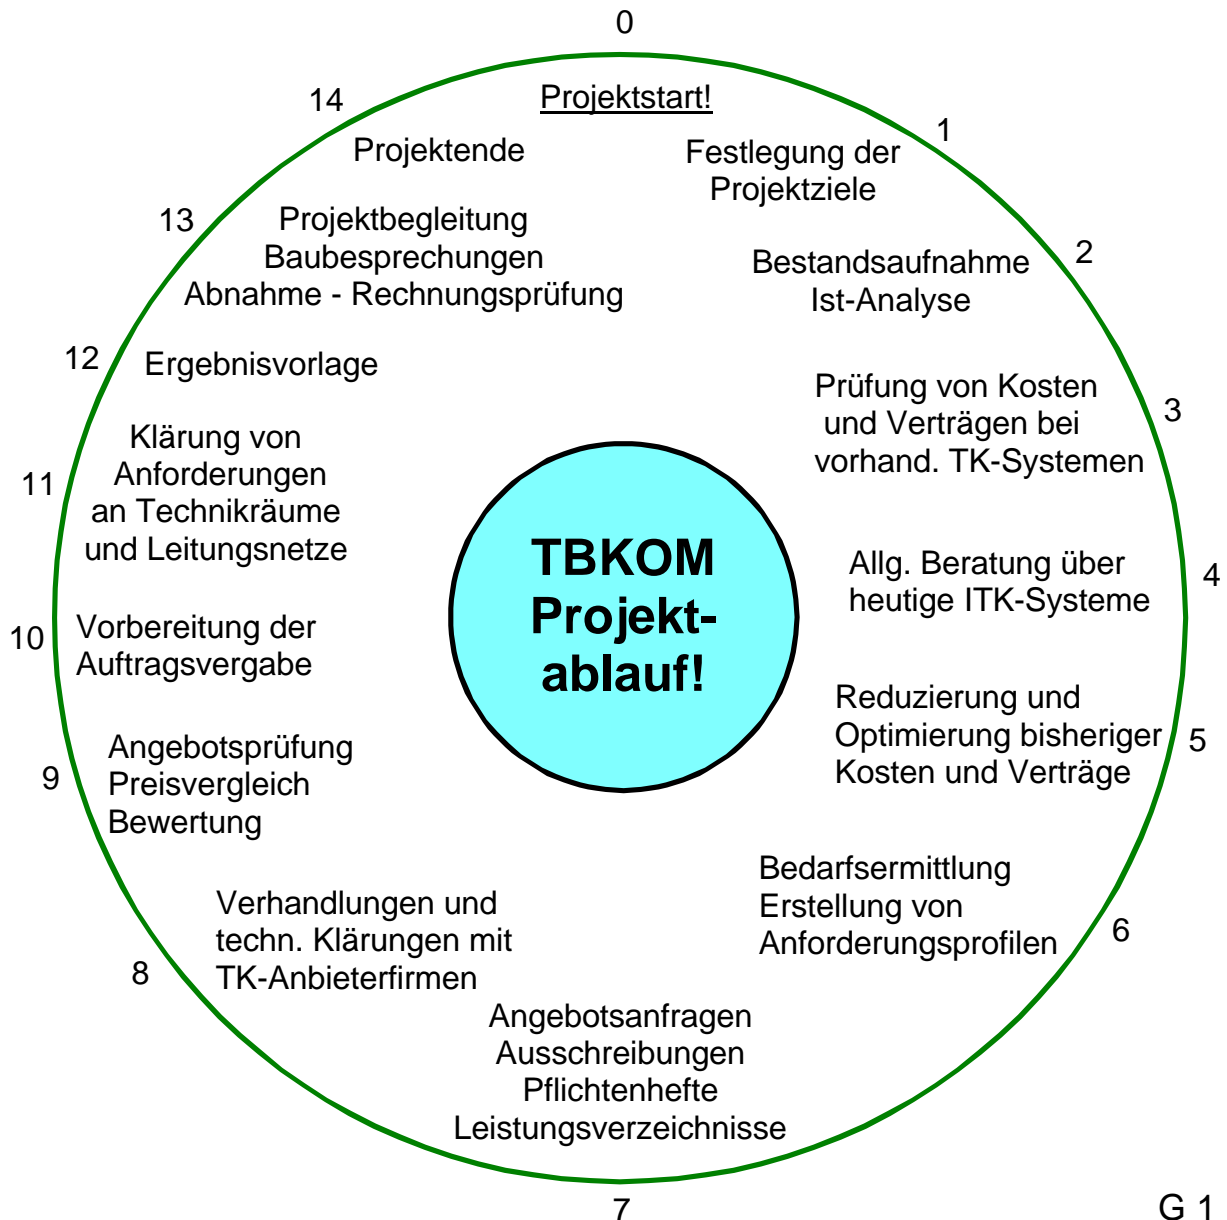 0
Projektstart!
1
Festlegung der
Projektziele
2
Bestandsaufnahme
Ist-Analyse
3
Prüfung von Kosten
und Verträgen bei
vorhand. TK-Systemen
4
Allg. Beratung über
heutige ITK-Systeme
5
Reduzierung und
Optimierung bisheriger
Kosten und Verträge
6
Bedarfsermittlung
Erstellung von
Anforderungsprofilen
7
Angebotsanfragen
Ausschreibungen
Pflichtenhefte
Leistungsverzeichnisse
8
Verhandlungen und
techn. Klärungen mit
TK-Anbieterfirmen
9
Angebotsprüfung
Preisvergleich
Bewertung
10
Vorbereitung der
Auftragsvergabe
11
Klärung von
Anforderungen
an Technikräume
und Leitungsnetze
12
Ergebnisvorlage
13
Projektbegleitung
Baubesprechungen
Abnahme - Rechnungsprüfung
14
Projektende
TBKOM
Projekt-
ablauf!
G 1